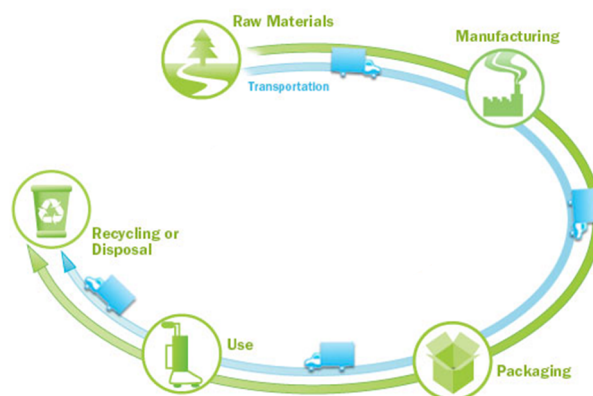 Raw Materials
Manufacturing
Transportation
Recycling or
Disposal
Use
Packaging